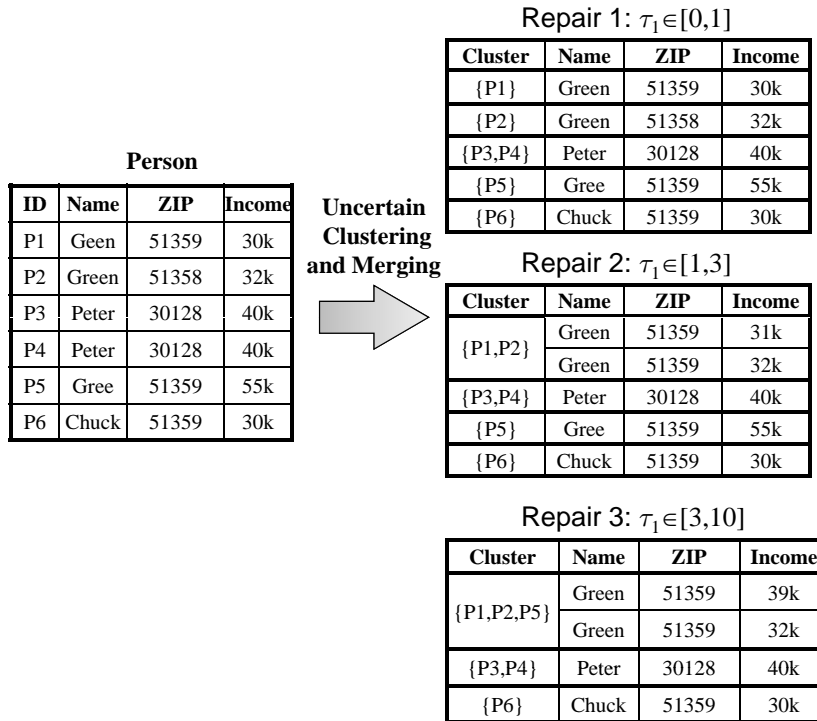 Person
ID Name ZIP Income
P1 Geen 51359 30k
P2 Green 51358 32k
P3 Peter 30128 40k
P4 Peter 30128 40k
P5 Gree 51359 55k
P6 Chuck 51359 30k
Uncertain
Clustering
and Merging
Repair 1: τ₁∈[0,1]
Cluster Name ZIP Income
{P1} Green 51359 30k
{P2} Green 51358 32k
{P3,P4} Peter 30128 40k
{P5} Gree 51359 55k
{P6} Chuck 51359 30k
Repair 2: τ₁∈[1,3]
Cluster Name ZIP Income
{P1,P2} Green 51359 31k
Green 51359 32k
{P3,P4} Peter 30128 40k
{P5} Gree 51359 55k
{P6} Chuck 51359 30k
Repair 3: τ₁∈[3,10]
Cluster Name ZIP Income
{P1,P2,P5} Green 51359 39k
Green 51359 32k
{P3,P4} Peter 30128 40k
{P6} Chuck 51359 30k